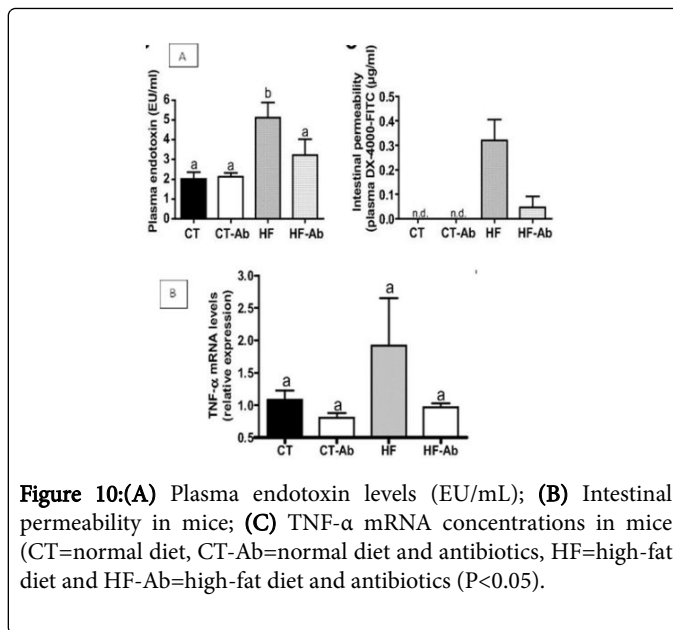 A
Plasma endotoxin (EU/ml)
6
5
4
3
2
1
0
a
a
b
a
CT
CT-Ab
HF
HF-Ab
Intestinal permeability
(plasma DX-4000-FITC (µg/ml)
0.5
0.4
0.3
0.2
0.1
0.0
n.d.
n.d.
CT
CT-Ab
HF
HF-Ab
B
TNF-α mRNA levels
(relative expression)
3.0
2.5
2.0
1.5
1.0
0.5
a
a
a
a
CT
CT-Ab
HF
HF-Ab
Figure 10:(A) Plasma endotoxin levels (EU/mL); (B) Intestinal
permeability in mice; (C) TNF-α mRNA concentrations in mice
(CT=normal diet, CT-Ab=normal diet and antibiotics, HF=high-fat
diet and HF-Ab=high-fat diet and antibiotics (P<0.05).